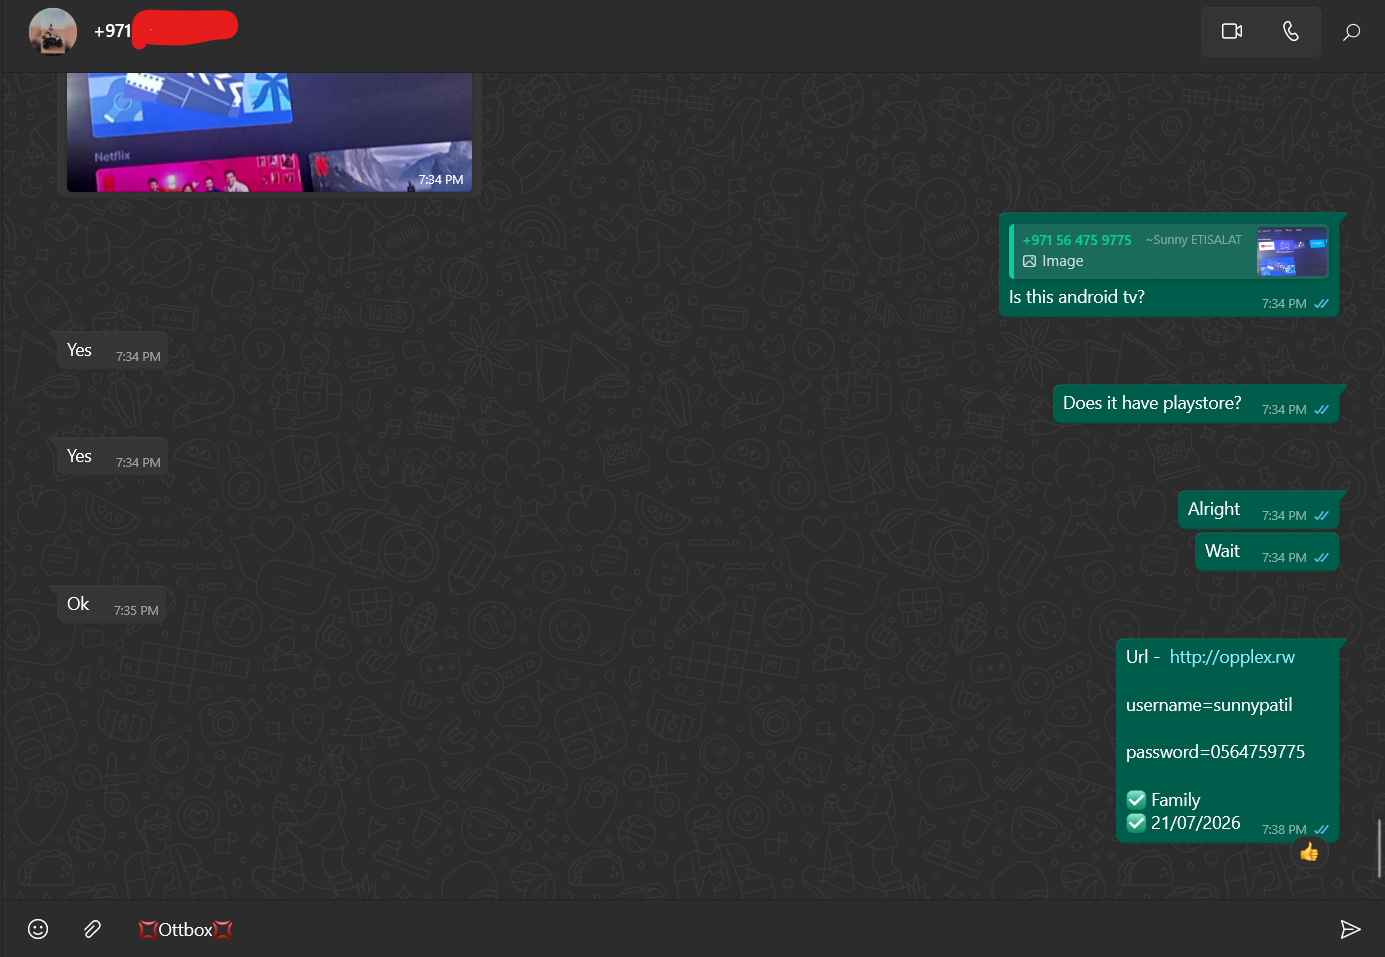 +971
Netflix
7:34 PM
+971 56 475 9775 ~Sunny ETISALAT
Image
Is this android tv? 7:34 PM
Yes 7:34 PM
Does it have playstore? 7:34 PM
Yes 7:34 PM
Alright 7:34 PM
Wait 7:34 PM
Ok 7:35 PM
Url - http://opplex.rw
username=sunnypatil
password=0564759775
✅ Family
✅ 21/07/2026 7:38 PM
👍
💢Ottbox💢